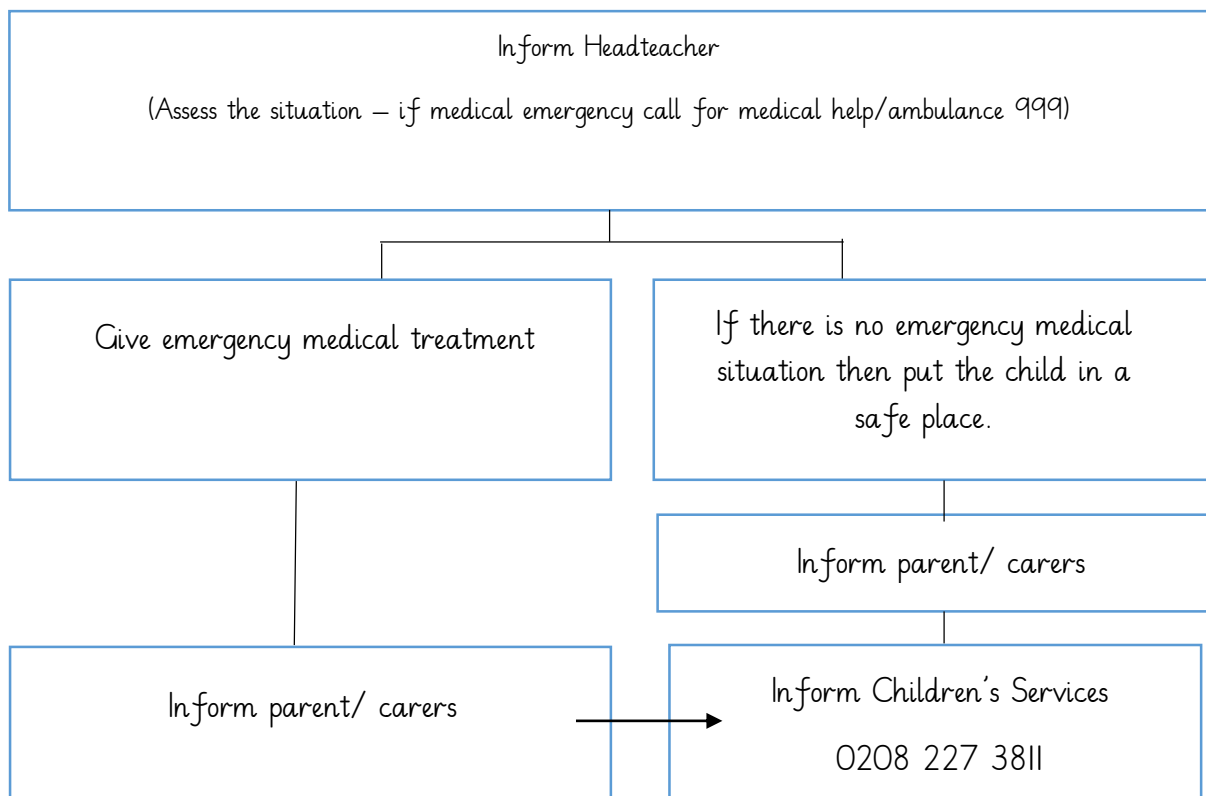 Inform Headteacher
(Assess the situation – if medical emergency call for medical help/ambulance 999)
Give emergency medical treatment
If there is no emergency medical
situation then put the child in a
safe place.
Inform parent/ carers
Inform parent/ carers
Inform Children's Services
0208 227 3811